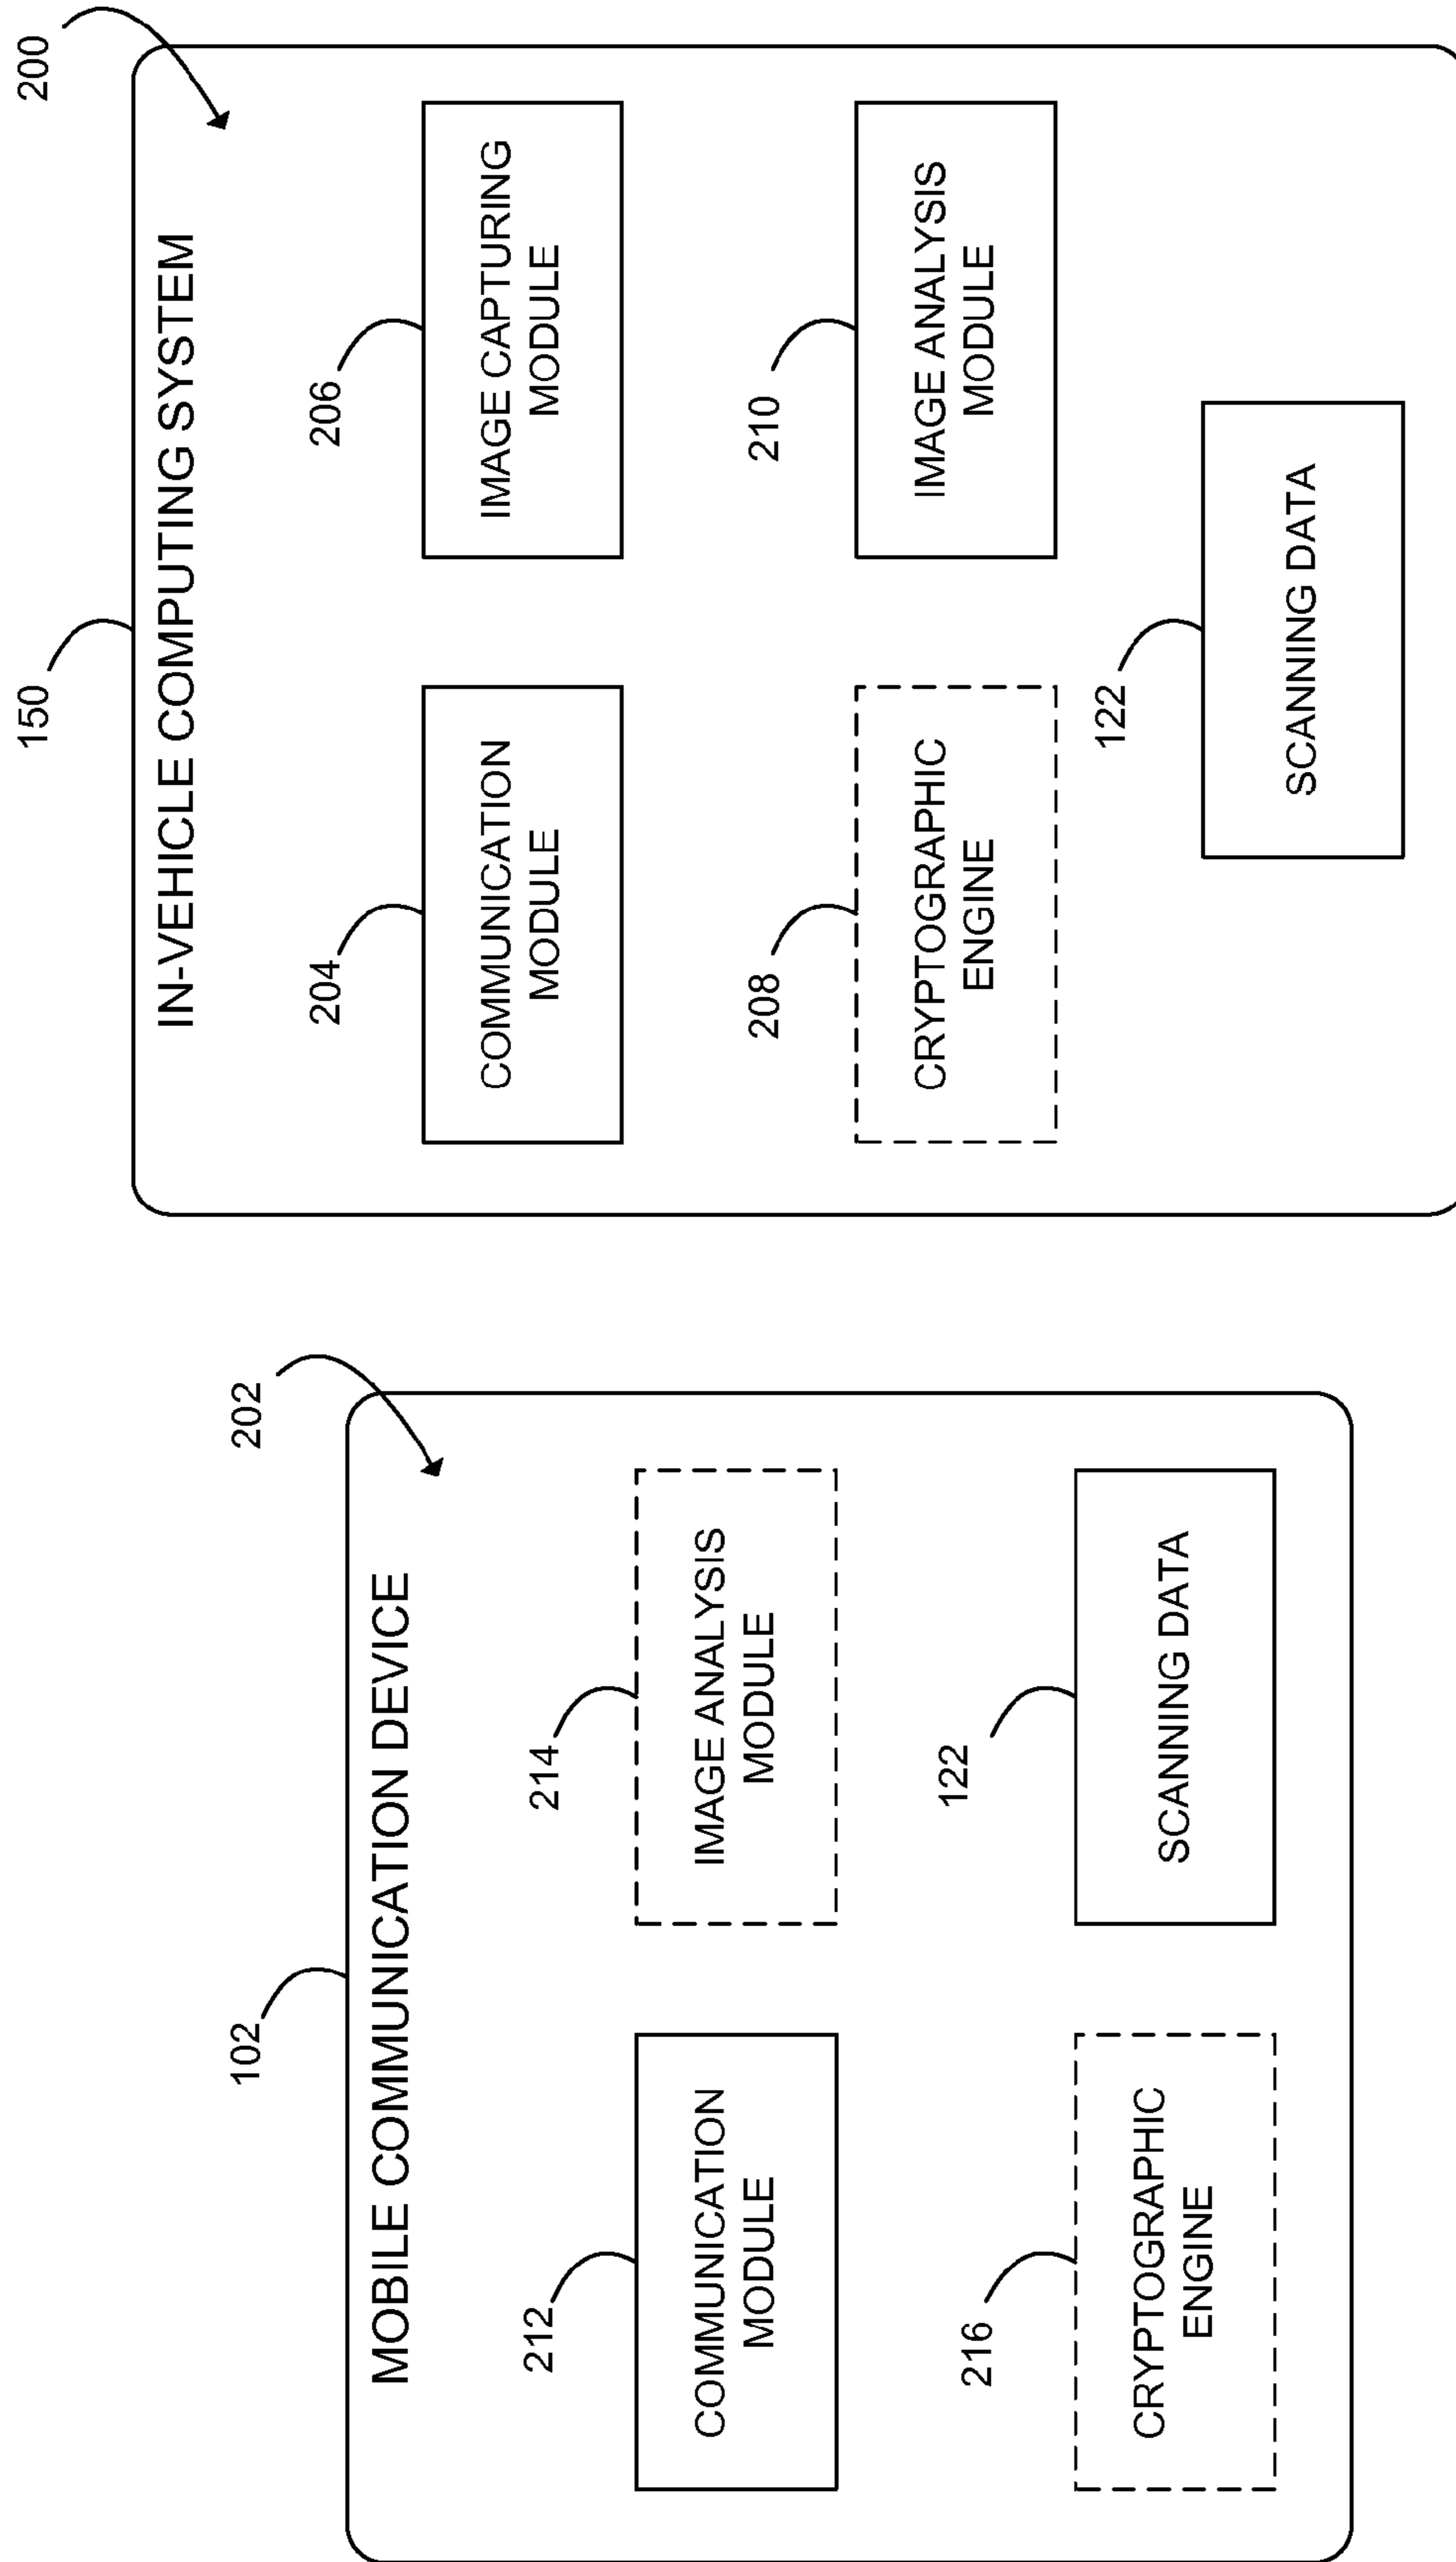 102
202
MOBILE COMMUNICATION DEVICE
212
COMMUNICATION
MODULE
214
IMAGE ANALYSIS
MODULE
216
CRYPTOGRAPHIC
ENGINE
122
SCANNING DATA
150
200
IN-VEHICLE COMPUTING SYSTEM
204
COMMUNICATION
MODULE
206
IMAGE CAPTURING
MODULE
208
CRYPTOGRAPHIC
ENGINE
210
IMAGE ANALYSIS
MODULE
122
SCANNING DATA